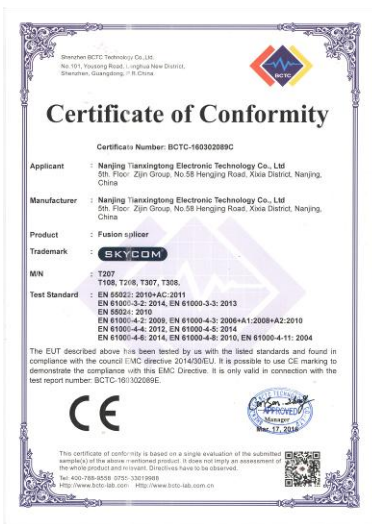 Shenzhen BCTC Technology Co., Ltd.
No.101, Yousong Road, Longhua New District,
Shenzhen, Guangdong, P.R.China
BCTC
Certificate of Conformity
Certificate Number: BCTC-160302089C
Applicant : Nanjing Tianxingtong Electronic Technology Co., Ltd
5th. Floor Zijin Group, No.58 Hengjing Road, Xixia District, Nanjing,
China
Manufacturer : Nanjing Tianxingtong Electronic Technology Co., Ltd
5th. Floor Zijin Group, No.58 Hengjing Road, Xixia District, Nanjing,
China
Product : Fusion splicer
Trademark : SKYCOM
M/N : T207
T108, T208, T307, T308.
Test Standard : EN 55022: 2010+AC:2011
EN 61000-3-2: 2014, EN 61000-3-3: 2013
EN 55024: 2010
EN 61000-4-2: 2009, EN 61000-4-3: 2006+A1:2008+A2:2010
EN 61000-4-4: 2012, EN 61000-4-5: 2014
EN 61000-4-6: 2014, EN 61000-4-8: 2010, EN 61000-4-11: 2004
The EUT described above has been tested by us with the listed standards and found in
compliance with the council EMC directive 2014/30/EU. It is possible to use CE marking to
demonstrate the compliance with this EMC Directive. It is only valid in connection with the
test report number: BCTC-160302089E.
CE
APPROVED
Manager
Mar. 17, 2016
This certificate of conformity is based on a single evaluation of the submitted
sample(s) of the above mentioned product. It does not imply an assessment of
the whole product and relevant. Directives have to be observed.
Tel: 400-788-9558 0755-33019988
Http://www.bctc-lab.com Http://www.bctc-lab.com.cn